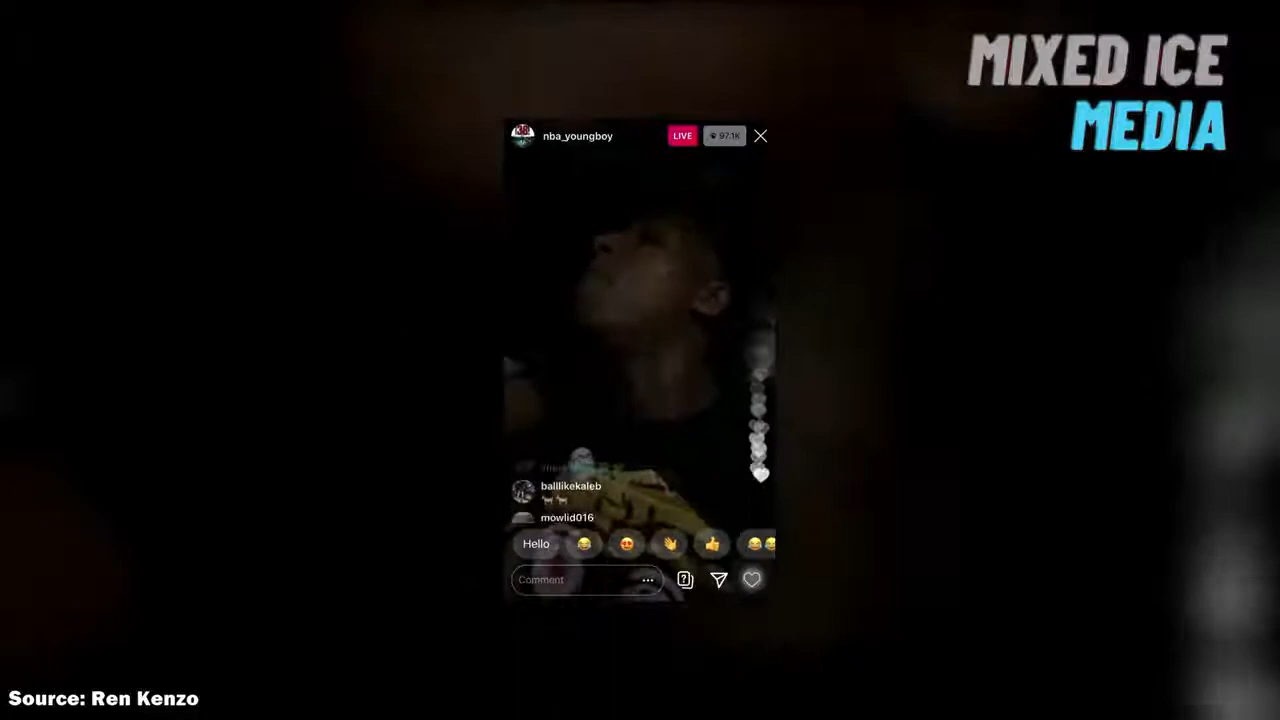 MIXED ICE
MEDIA
nba_youngboy
LIVE
97.1K
balllikekaleb
mowlid016
Hello
Comment
Source: Ren Kenzo